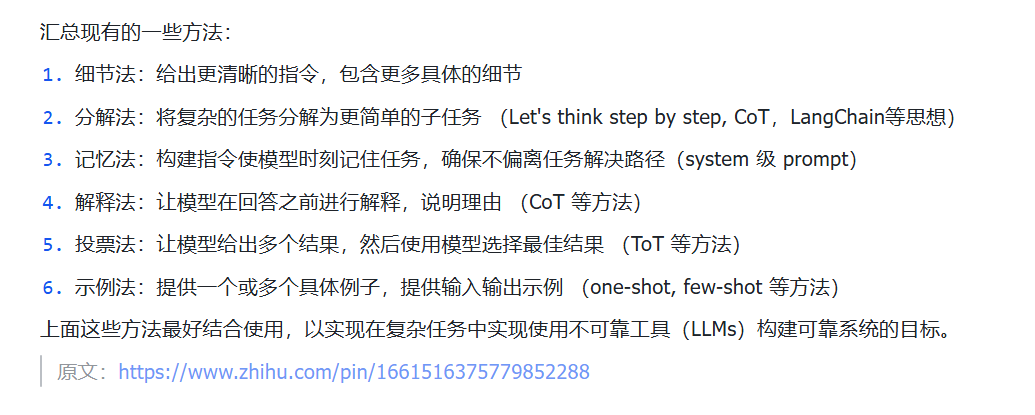 汇总现有的一些方法：
1. 细节法：给出更清晰的指令，包含更多具体的细节
2. 分解法：将复杂的任务分解为更简单的子任务 （Let's think step by step, CoT，LangChain等思想）
3. 记忆法：构建指令使模型时刻记住任务，确保不偏离任务解决路径（system 级 prompt）
4. 解释法：让模型在回答之前进行解释，说明理由 （CoT 等方法）
5. 投票法：让模型给出多个结果，然后使用模型选择最佳结果 （ToT 等方法）
6. 示例法：提供一个或多个具体例子，提供输入输出示例 （one-shot, few-shot 等方法）
上面这些方法最好结合使用，以实现在复杂任务中实现使用不可靠工具（LLMs）构建可靠系统的目标。
原文：https://www.zhihu.com/pin/1661516375779852288